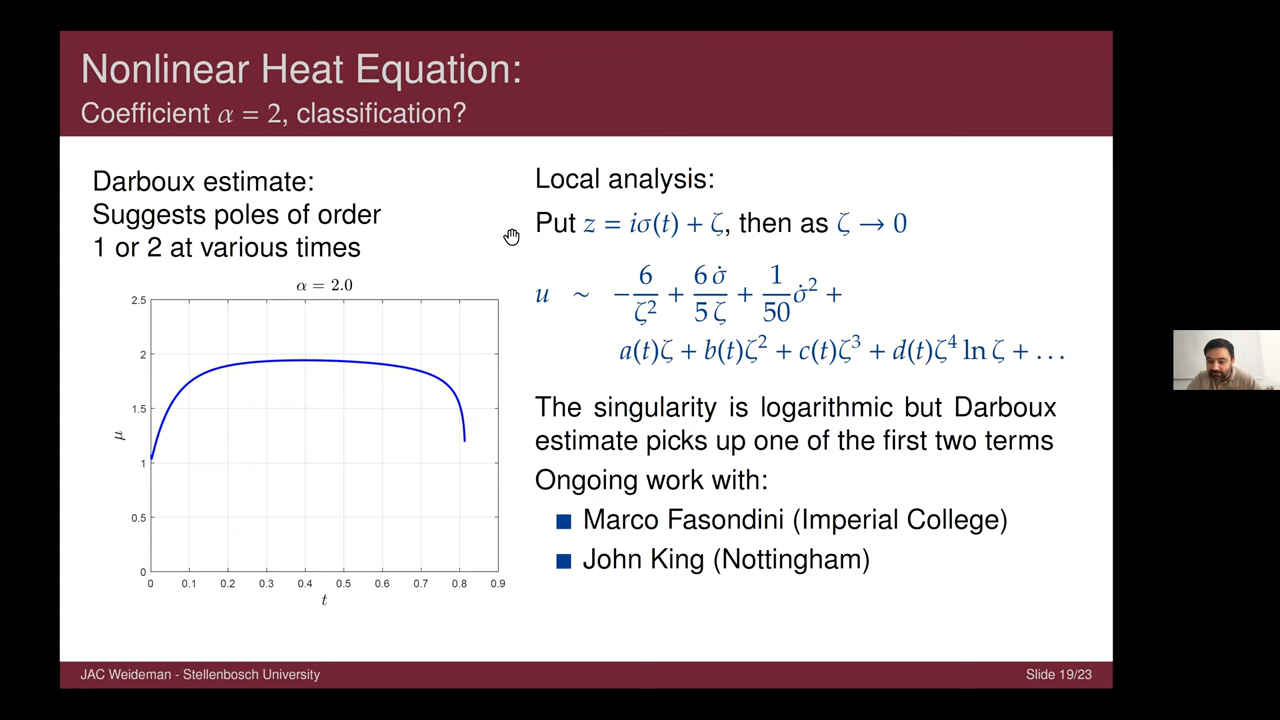 Nonlinear Heat Equation:
Coefficient α = 2, classification?
Darboux estimate:
Suggests poles of order
1 or 2 at various times
α = 2.0
2.5
2
1.5
1
0.5
0
μ
0 0.1 0.2 0.3 0.4 0.5 0.6 0.7 0.8 0.9
t
Local analysis:
Put z = iσ(t) + ζ, then as ζ → 0
u ∼ −6/ζ² + 6σ̇/5ζ + 1/50 σ̇² +
a(t)ζ + b(t)ζ² + c(t)ζ³ + d(t)ζ⁴ ln ζ + …
The singularity is logarithmic but Darboux
estimate picks up one of the first two terms
Ongoing work with:
Marco Fasondini (Imperial College)
John King (Nottingham)
JAC Weideman - Stellenbosch University
Slide 19/23